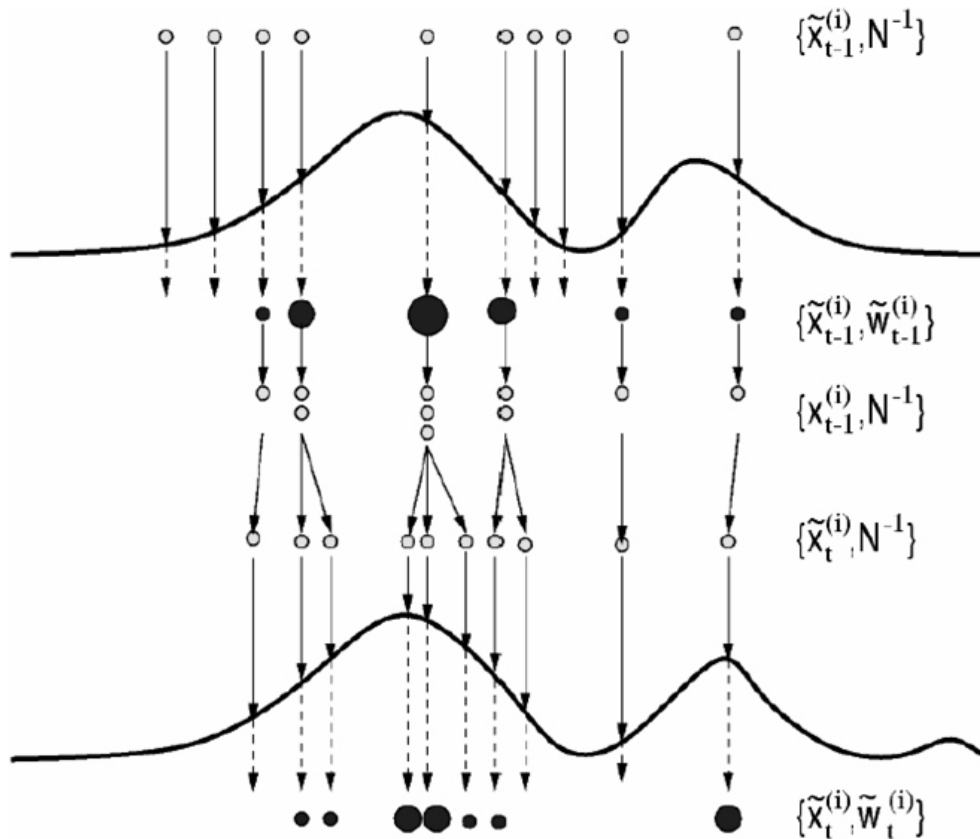 {x̃_{t-1}^{(i)}, N^{-1}}
{x̃_{t-1}^{(i)}, w̃_{t-1}^{(i)}}
{x_{t-1}^{(i)}, N^{-1}}
{x̃_t^{(i)}, N^{-1}}
{x̃_t^{(i)}, w̃_t^{(i)}}